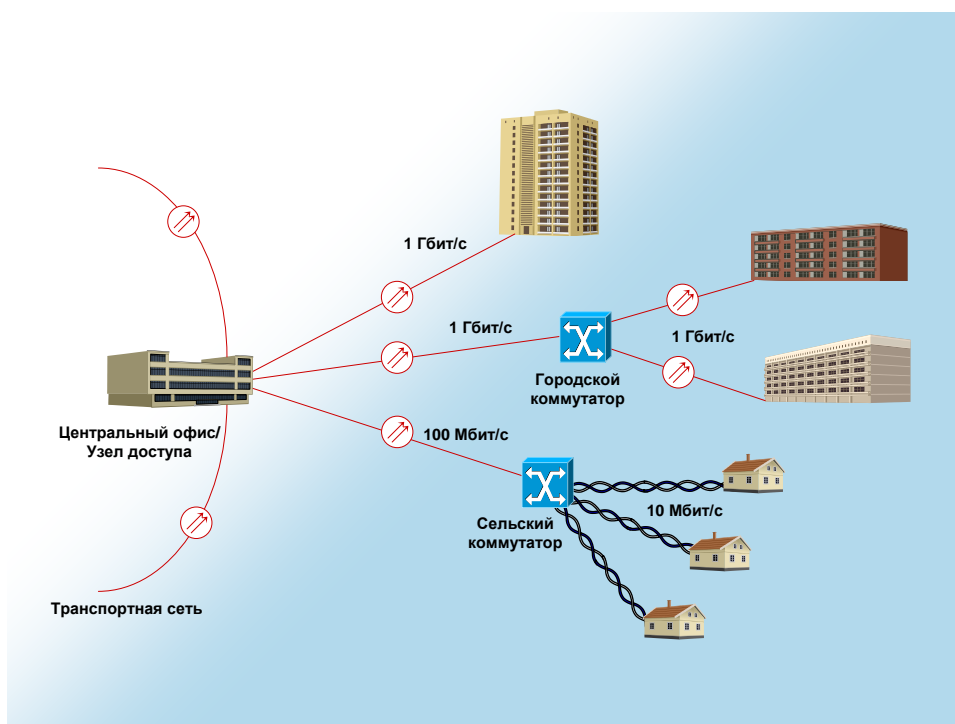 1 Гбит/с
1 Гбит/с
1 Гбит/с
Городской
коммутатор
Центральный офис/
Узел доступа
100 Мбит/с
10 Мбит/с
Сельский
коммутатор
Транспортная сеть